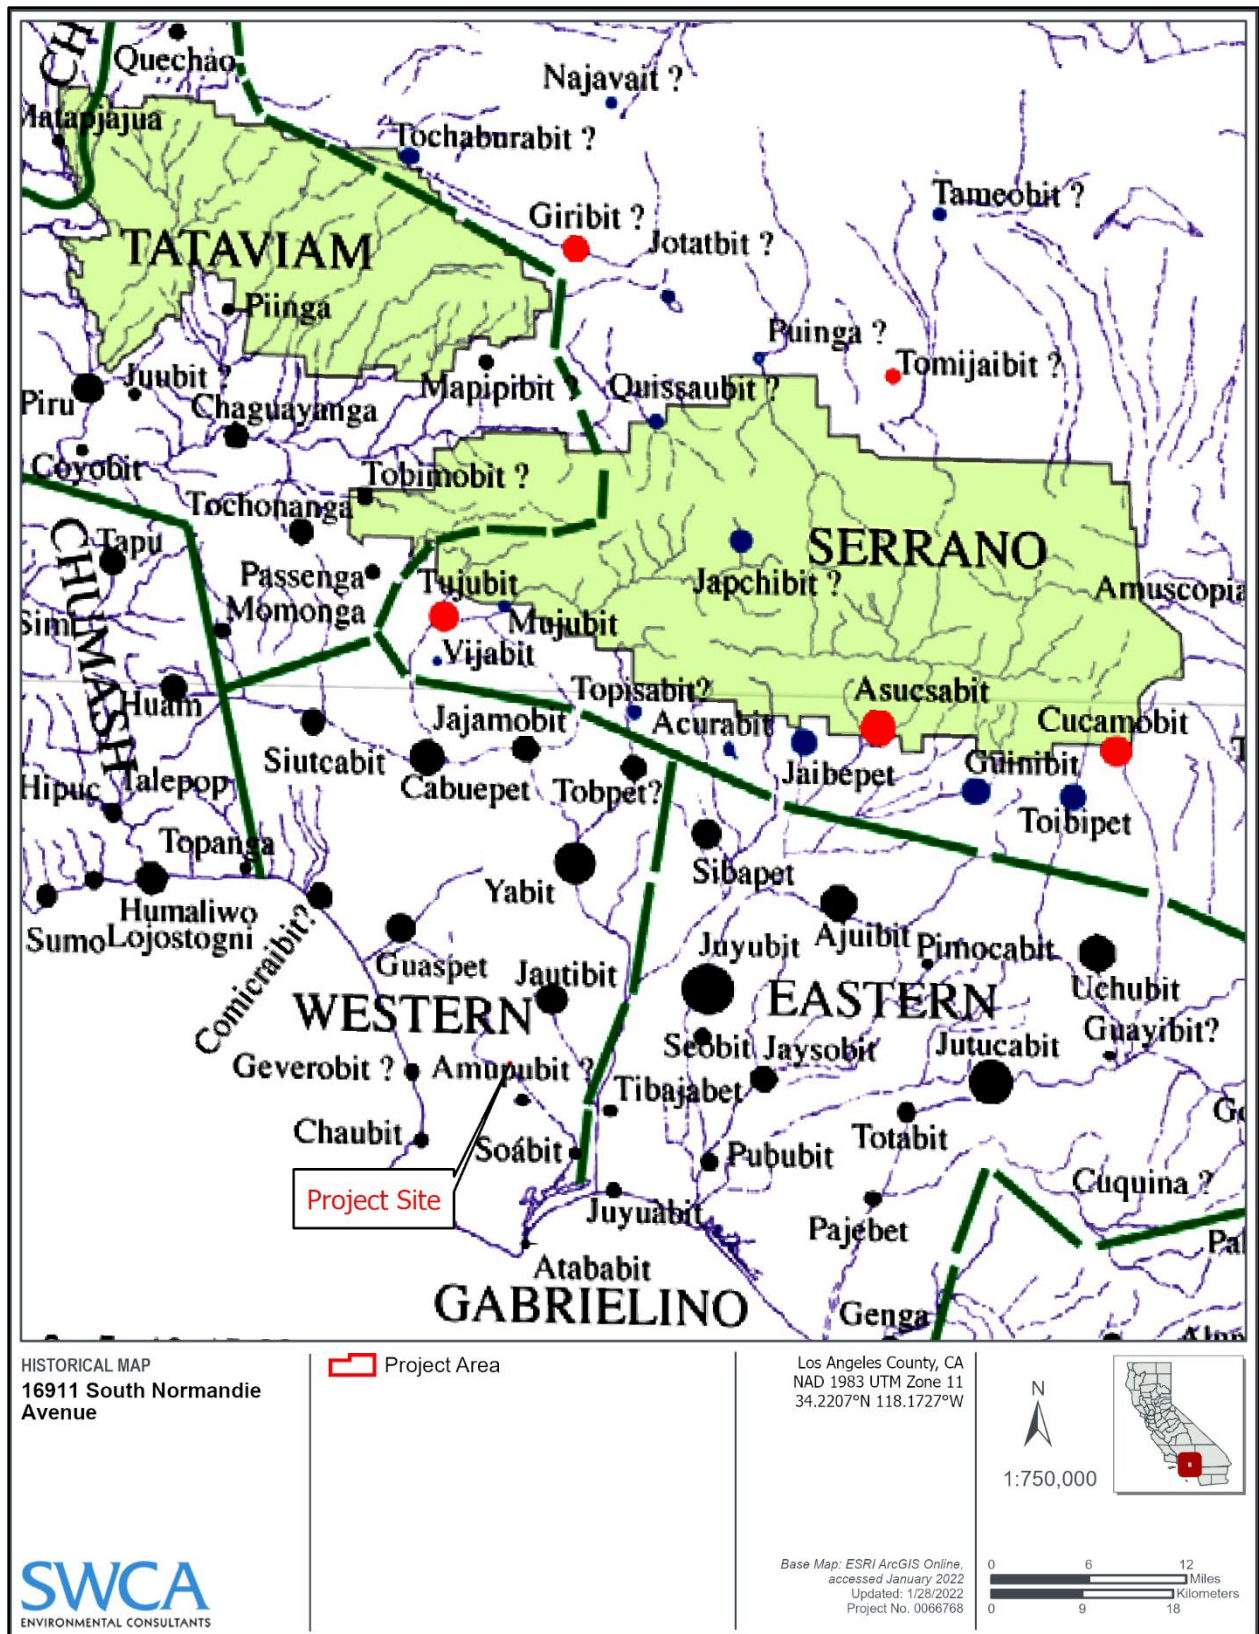 CH
Quechao
Najavait ?
Matapjajua
Tochaburabit ?
Tameobit ?
Giribit ?
Jotatbit ?
TATAVIAM
Piinga
Puinga ?
Tomijaibit ?
Juubit ?
Mapipibit ?
Quissaubit ?
Piru
Chaguayanga
Coyobit
Tobimobit ?
Tochonanga
CHUMASH
Tapu
SERRANO
Passenga
Tujubit
Japchibit ?
Amuscopia
Momonga
Simi
Mujubit
Vijabit
Huam
Topisabit?
Asucsabit
Jajamobit
Acurabit
Cucamobit
Siutcabit
Guinibit
Hipuc
Talepop
Cabuepet
Tobpet?
Jaibepet
Toibipet
Topanga
Sibapet
Yabit
Humaliwo
Sumo
Lojostogni
Comicraibit?
Guaspet
Jautibit
Juyubit
Ajuibit
Pimocabit
Uchubit
WESTERN
EASTERN
Guayibit?
Seobit
Jaysobit
Jutucabit
Geverobit ?
Amupubit ?
Tibajabet
Chaubit
Soábit
Pububit
Totabit
Project Site
Cuquina ?
Juyuabit
Pajebet
Atababit
GABRIELINO
Genga
HISTORICAL MAP
16911 South Normandie
Avenue
Project Area
Los Angeles County, CA
NAD 1983 UTM Zone 11
34.2207°N 118.1727°W
N
1:750,000
SWCA
ENVIRONMENTAL CONSULTANTS
Base Map: ESRI ArcGIS Online,
accessed January 2022
Updated: 1/28/2022
Project No. 0066768
0 6 12
Miles
Kilometers
0 9 18